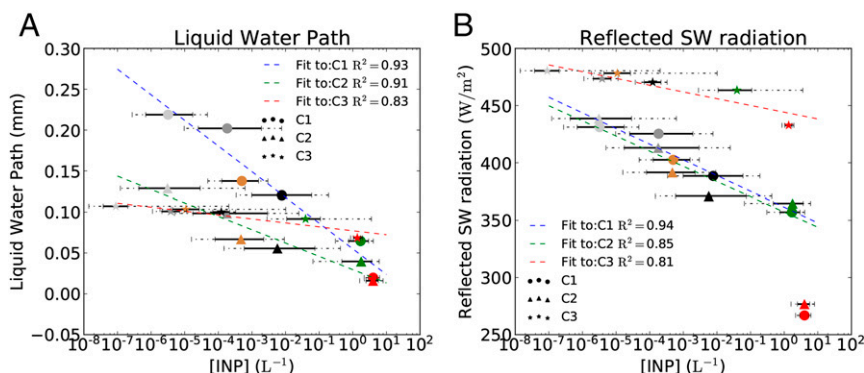 A
Liquid Water Path
0.30
0.25
0.20
0.15
0.10
0.05
0.00
−0.05
Liquid Water Path (mm)
Fit to:C1 R²=0.93
Fit to:C2 R²=0.91
Fit to:C3 R²=0.83
C1
C2
C3
10⁻⁸ 10⁻⁷ 10⁻⁶ 10⁻⁵ 10⁻⁴ 10⁻³ 10⁻² 10⁻¹ 10⁰ 10¹ 10²
[INP] (L⁻¹)
B
Reflected SW radiation
500
450
400
350
300
250
Reflected SW radiation (W/m²)
Fit to:C1 R²=0.94
Fit to:C2 R²=0.85
Fit to:C3 R²=0.81
C1
C2
C3
10⁻⁸ 10⁻⁷ 10⁻⁶ 10⁻⁵ 10⁻⁴ 10⁻³ 10⁻² 10⁻¹ 10⁰ 10¹ 10²
[INP] (L⁻¹)